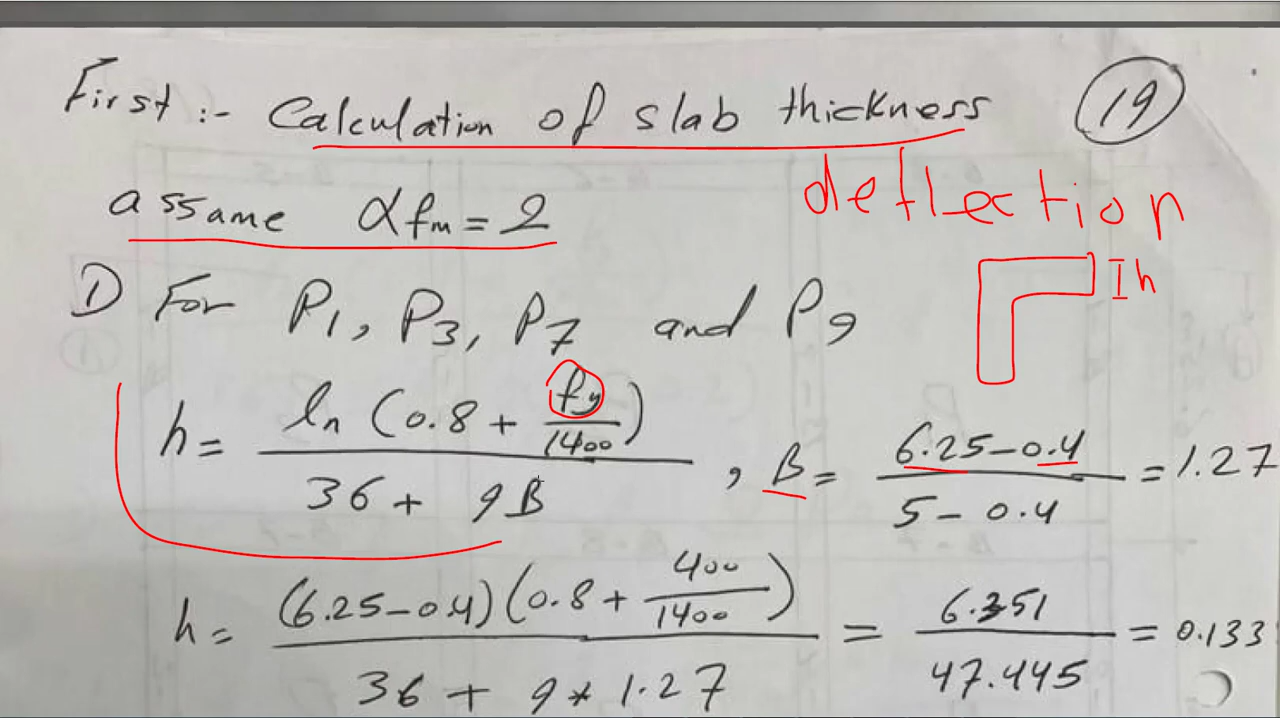 First :- Calculation of slab thickness 19
deflection
assame αfm = 2
Ih
1) For P1, P3, P7 and P9
h = ln (0.8 + fy/1400) / 36 + 9B , B = 6.25-0.4 / 5-0.4 = 1.27
h = (6.25-0.4)(0.8 + 400/1400) / 36 + 9*1.27 = 6.351 / 47.445 = 0.133